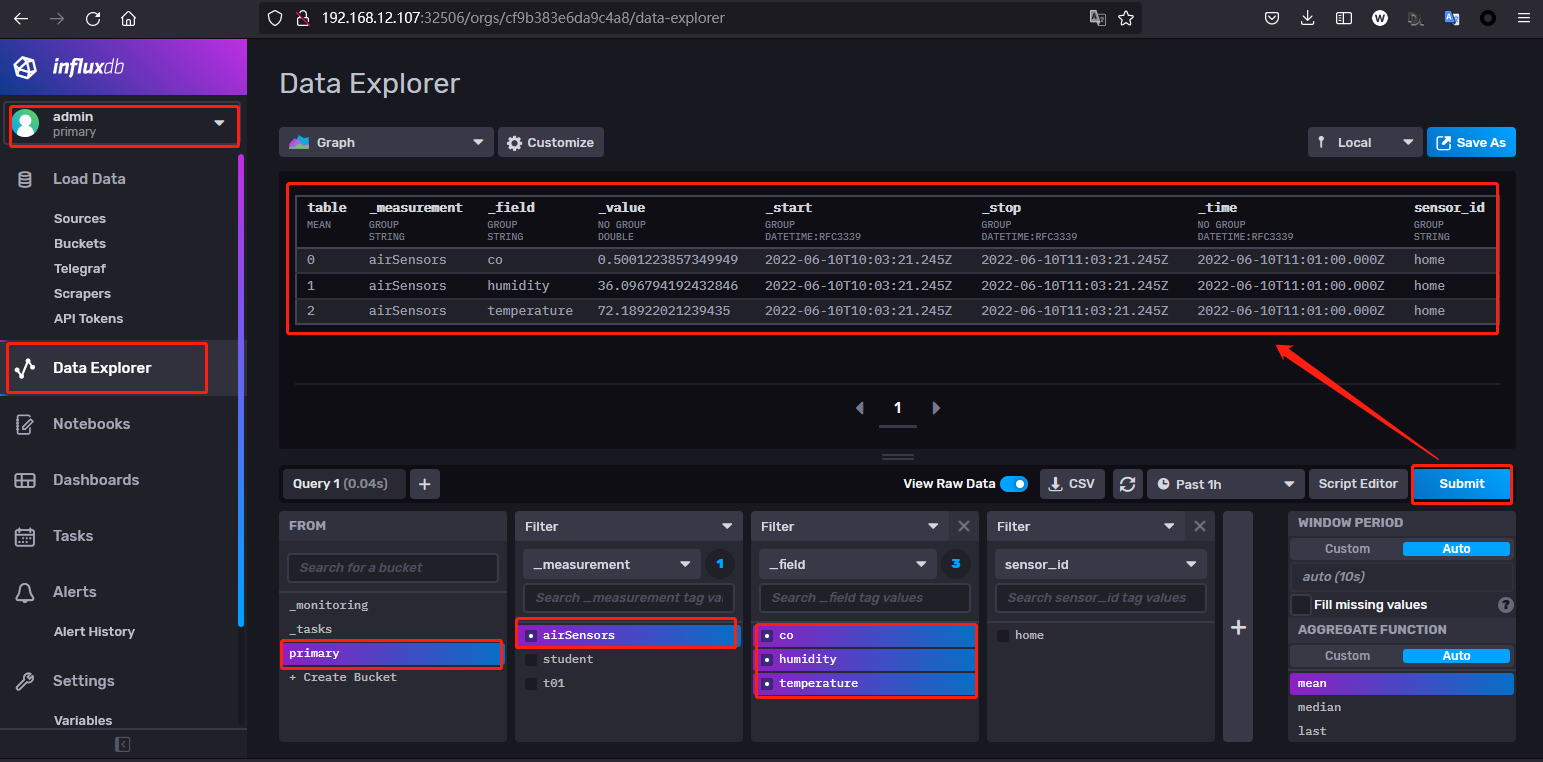 192.168.12.107:32506/orgs/cf9b383e6da9c4a8/data-explorer
influxdb
admin
primary
Load Data
Sources
Buckets
Telegraf
Scrapers
API Tokens
Data Explorer
Notebooks
Dashboards
Tasks
Alerts
Alert History
Settings
Variables
Data Explorer
Graph
Customize
Local
Save As
table _measurement _field _value _start _stop _time sensor_id
MEAN GROUP GROUP NO GROUP GROUP GROUP NO GROUP GROUP
STRING STRING DOUBLE DATETIME:RFC3339 DATETIME:RFC3339 DATETIME:RFC3339 STRING
0 airSensors co 0.5001223857349949 2022-06-10T10:03:21.245Z 2022-06-10T11:03:21.245Z 2022-06-10T11:01:00.000Z home
1 airSensors humidity 36.096794192432846 2022-06-10T10:03:21.245Z 2022-06-10T11:03:21.245Z 2022-06-10T11:01:00.000Z home
2 airSensors temperature 72.18922021239435 2022-06-10T10:03:21.245Z 2022-06-10T11:03:21.245Z 2022-06-10T11:01:00.000Z home
1
Query 1 (0.04s)
+
View Raw Data
CSV
Past 1h
Script Editor
Submit
FROM
Search for a bucket
_monitoring
_tasks
primary
+ Create Bucket
Filter
_measurement
1
Search _measurement tag va
airSensors
student
t01
Filter
_field
3
Search _field tag values
co
humidity
temperature
Filter
sensor_id
Search sensor_id tag values
home
+
WINDOW PERIOD
Custom Auto
auto (10s)
Fill missing values ?
AGGREGATE FUNCTION
Custom Auto
mean
median
last